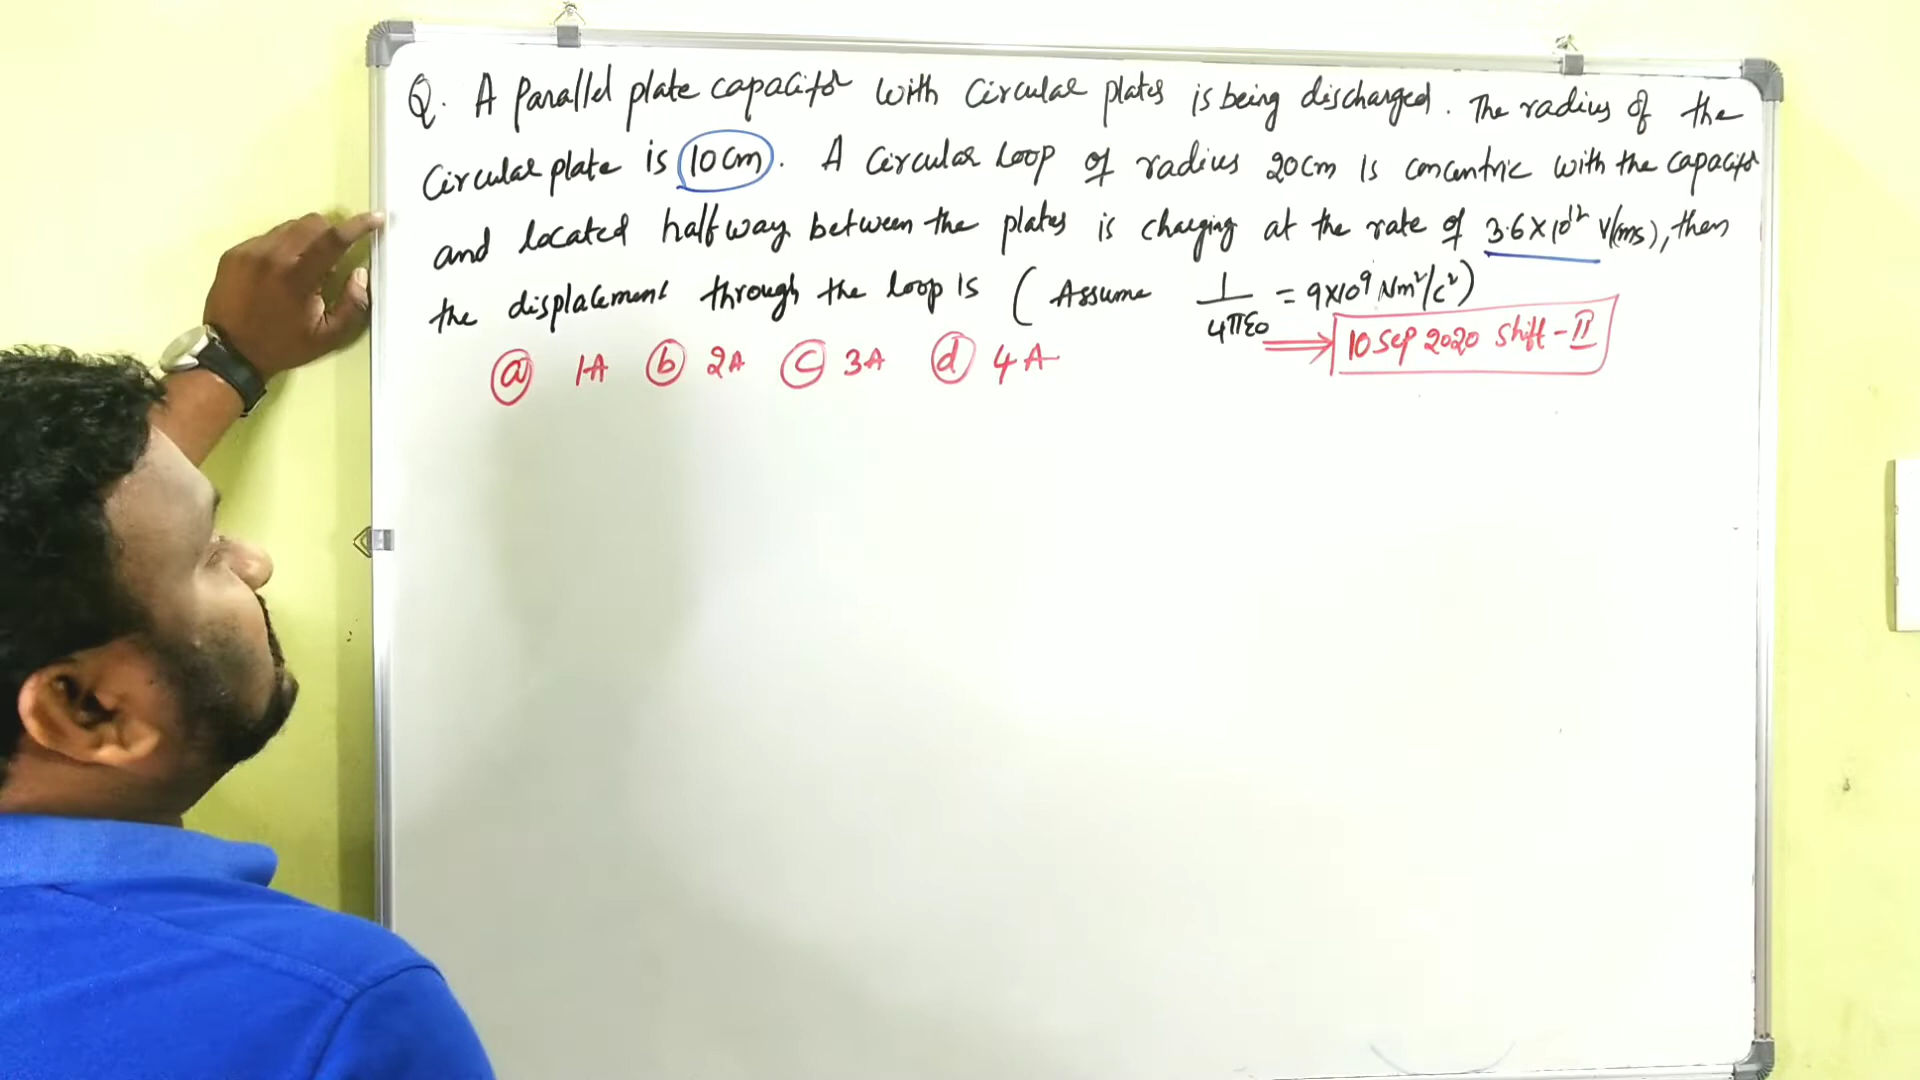 Q. A parallel plate capacitor with circular plates is being discharged. The radius of the
circular plate is 10cm. A circular loop of radius 20cm is concentric with the capacitor
and located half way between the plates is charging at the rate of 3.6×10¹² V/(ms), then
the displacement through the loop is ( Assume 1/4πε₀ = 9×10⁹ Nm²/c²)
10 Sep 2020 Shift - II
ⓐ 1A ⓑ 2A ⓒ 3A ⓓ 4A